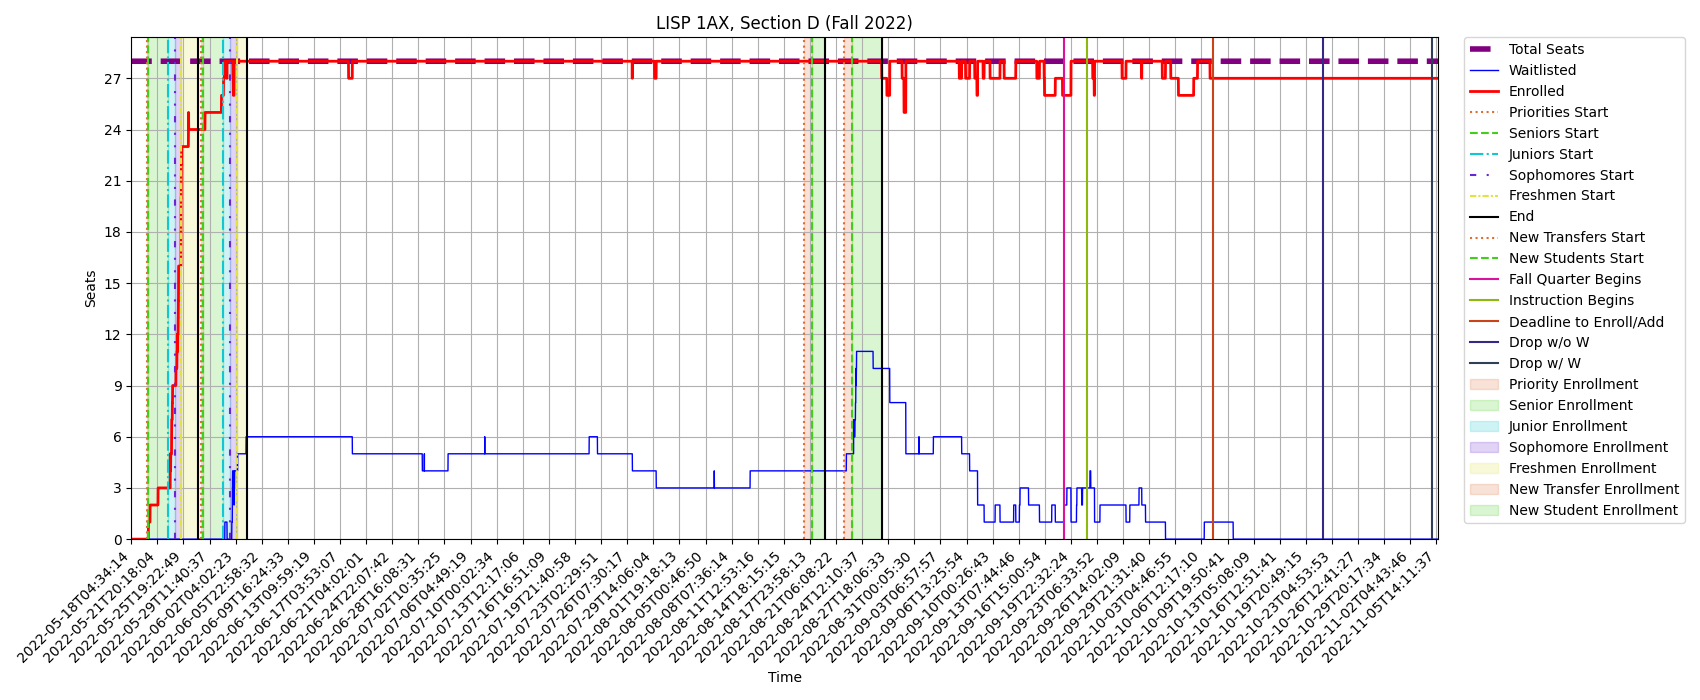 LISP 1AX, Section D (Fall 2022)
Seats
27
24
21
18
15
12
9
6
3
0
2022-05-18T04:34:14
2022-05-21T20:18:04
2022-05-25T19:22:49
2022-05-29T11:40:37
2022-06-02T04:02:23
2022-06-05T22:58:32
2022-06-09T16:24:33
2022-06-13T09:59:19
2022-06-17T03:53:07
2022-06-21T04:02:01
2022-06-24T22:07:42
2022-06-28T16:08:31
2022-07-02T10:35:25
2022-07-06T04:49:19
2022-07-10T00:02:34
2022-07-13T12:17:06
2022-07-16T16:51:09
2022-07-19T21:40:58
2022-07-23T02:29:51
2022-07-26T07:30:17
2022-07-29T14:06:04
2022-08-01T19:18:13
2022-08-05T00:46:50
2022-08-08T07:36:14
2022-08-11T12:53:16
2022-08-14T18:15:15
2022-08-17T23:58:13
2022-08-21T06:08:22
2022-08-24T12:10:37
2022-08-27T18:06:33
2022-08-31T00:05:30
2022-09-03T06:57:57
2022-09-06T13:25:54
2022-09-10T00:26:43
2022-09-13T07:44:46
2022-09-16T15:00:54
2022-09-19T22:32:24
2022-09-23T06:33:52
2022-09-26T14:02:09
2022-09-29T21:31:40
2022-10-03T04:46:55
2022-10-06T12:17:10
2022-10-09T19:50:41
2022-10-13T05:08:09
2022-10-16T12:51:41
2022-10-19T20:49:15
2022-10-23T04:53:53
2022-10-26T12:41:27
2022-10-29T20:17:34
2022-11-02T04:43:46
2022-11-05T14:11:37
Time
Total Seats
Waitlisted
Enrolled
Priorities Start
Seniors Start
Juniors Start
Sophomores Start
Freshmen Start
End
New Transfers Start
New Students Start
Fall Quarter Begins
Instruction Begins
Deadline to Enroll/Add
Drop w/o W
Drop w/ W
Priority Enrollment
Senior Enrollment
Junior Enrollment
Sophomore Enrollment
Freshmen Enrollment
New Transfer Enrollment
New Student Enrollment